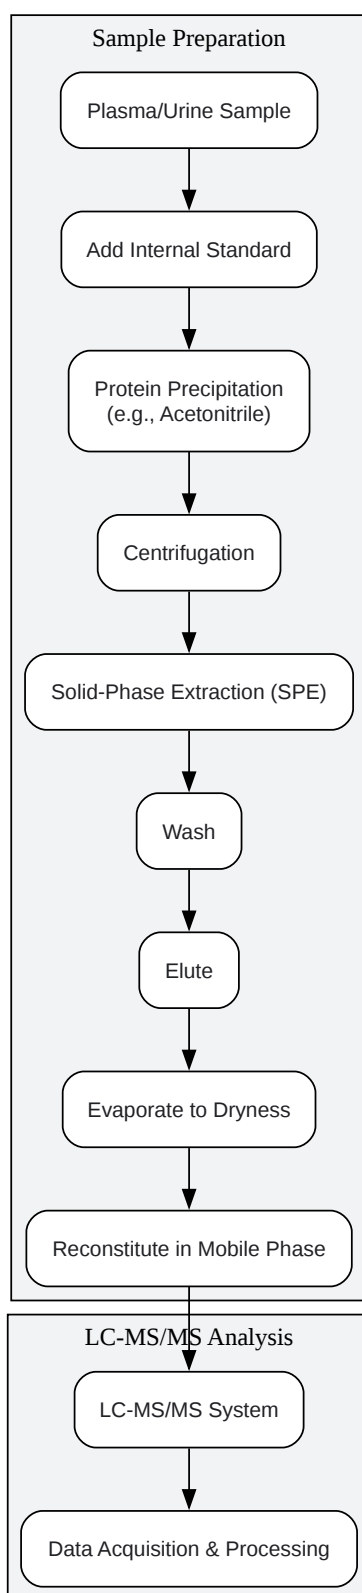 Sample Preparation
Plasma/Urine Sample
Add Internal Standard
Protein Precipitation
(e.g., Acetonitrile)
Centrifugation
Solid-Phase Extraction (SPE)
Wash
Elute
Evaporate to Dryness
Reconstitute in Mobile Phase
LC-MS/MS Analysis
LC-MS/MS System
Data Acquisition & Processing